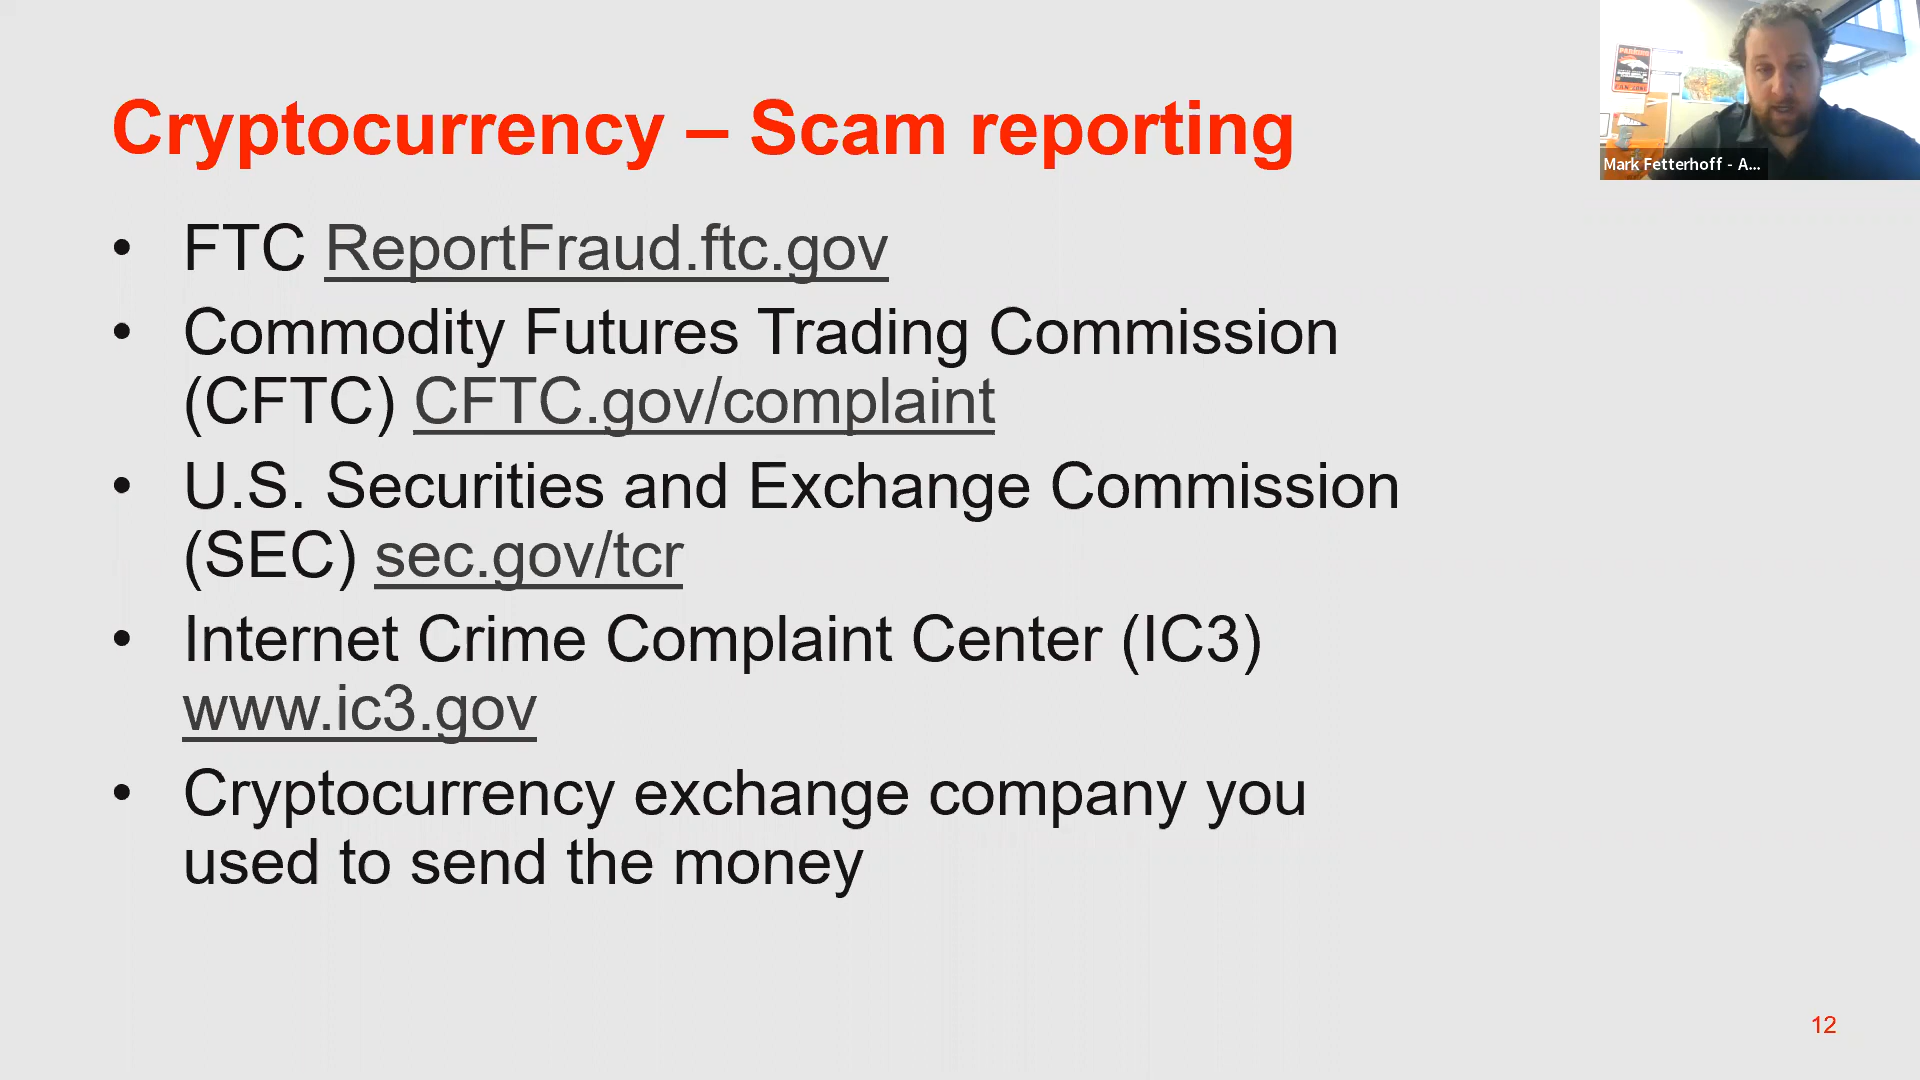 Cryptocurrency – Scam reporting
• FTC ReportFraud.ftc.gov
• Commodity Futures Trading Commission
(CFTC) CFTC.gov/complaint
• U.S. Securities and Exchange Commission
(SEC) sec.gov/tcr
• Internet Crime Complaint Center (IC3)
www.ic3.gov
• Cryptocurrency exchange company you
used to send the money
Mark Fetterhoff - A...
12